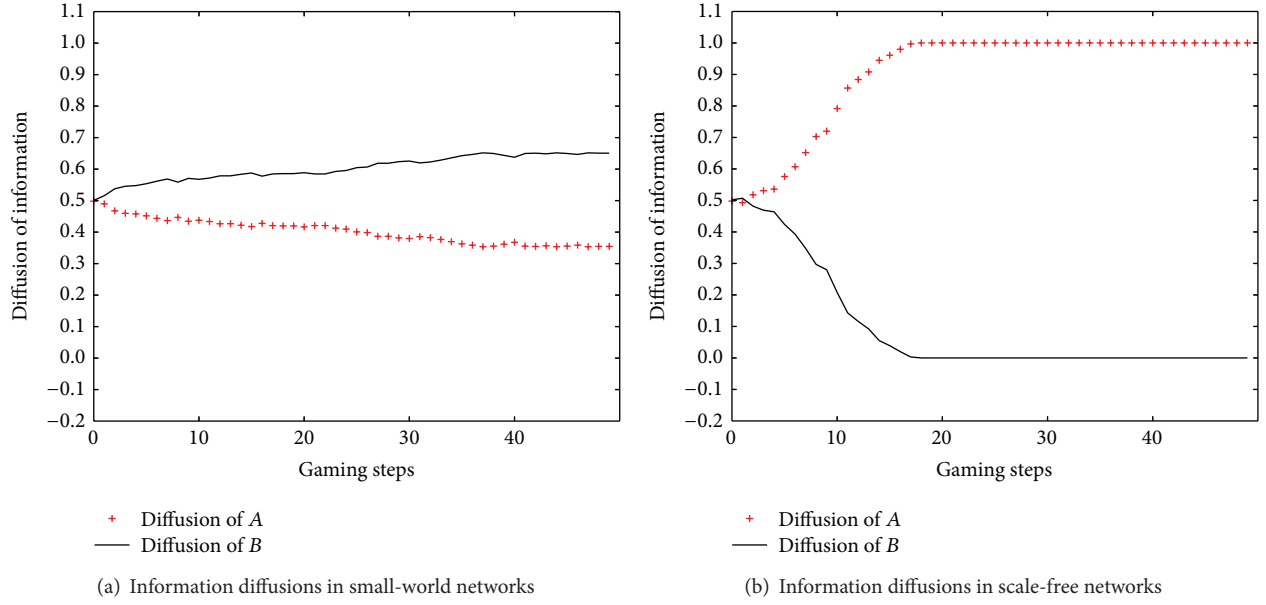 1.1
1.0
0.9
0.8
0.7
0.6
0.5
0.4
0.3
0.2
0.1
0.0
−0.1
−0.2
Diffusion of information
0 10 20 30 40
Gaming steps
Diffusion of A
Diffusion of B
(a) Information diffusions in small-world networks
1.1
1.0
0.9
0.8
0.7
0.6
0.5
0.4
0.3
0.2
0.1
0.0
−0.1
−0.2
Diffusion of information
0 10 20 30 40
Gaming steps
Diffusion of A
Diffusion of B
(b) Information diffusions in scale-free networks